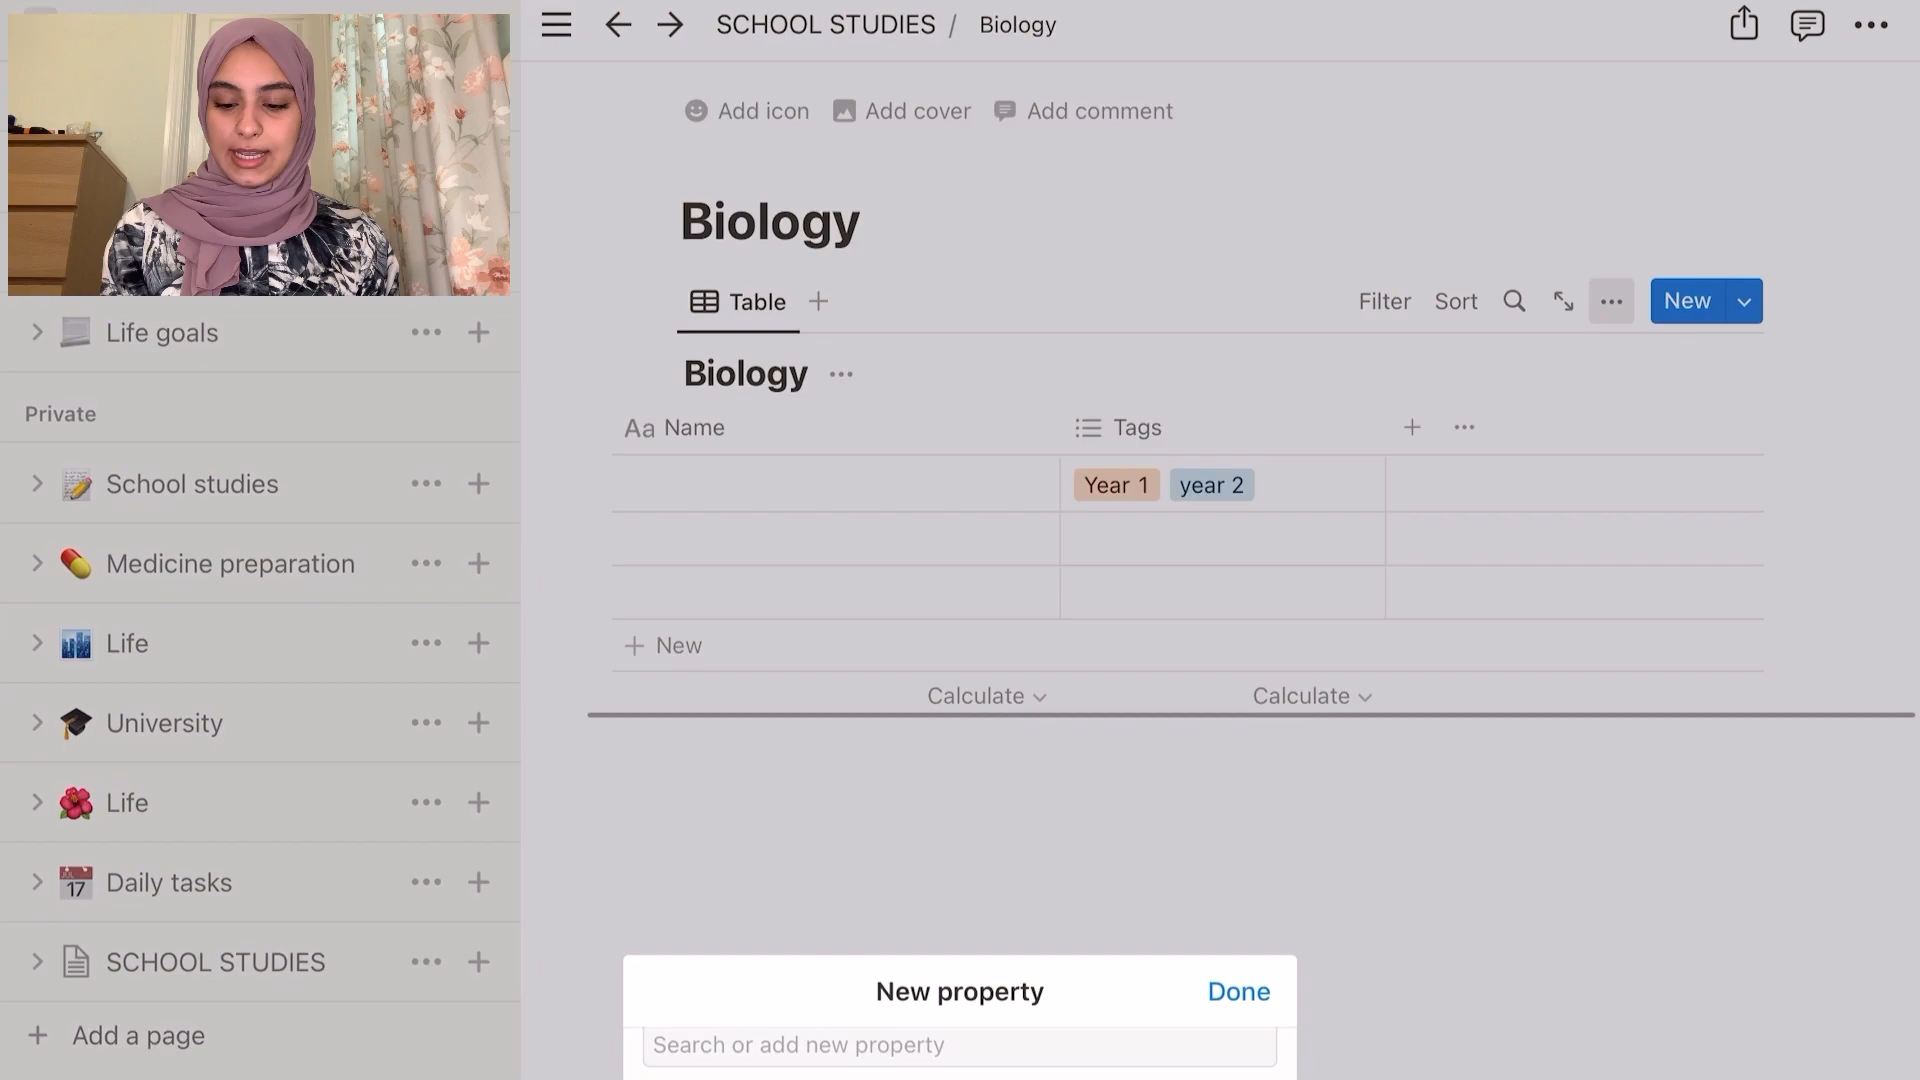 SCHOOL STUDIES / Biology
Add icon Add cover Add comment
Biology
Table Filter Sort New
Biology
Aa Name Tags
Year 1 year 2
New
Calculate Calculate
Life goals
Private
School studies
Medicine preparation
Life
University
Life
17 Daily tasks
SCHOOL STUDIES
Add a page
New property Done
Search or add new property